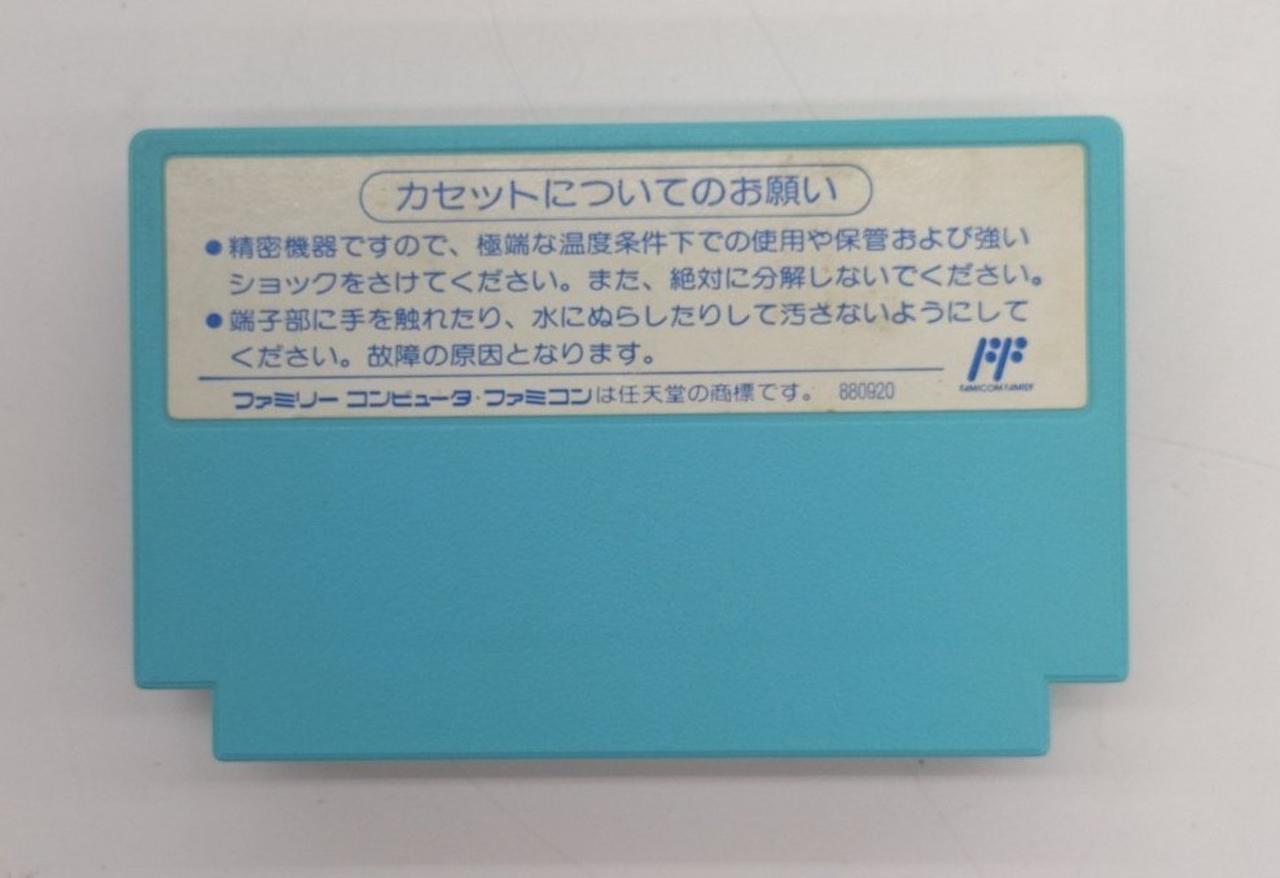 カセットについてのお願い
●精密機器ですので、極端な温度条件下での使用や保管および強い
ショックをさけてください。また、絶対に分解しないでください。
●端子部に手を触れたり、水にぬらしたりして汚さないようにして
ください。故障の原因となります。
FAMICOM FAMILY
ファミリー コンピュータ・ファミコンは任天堂の商標です。 880920